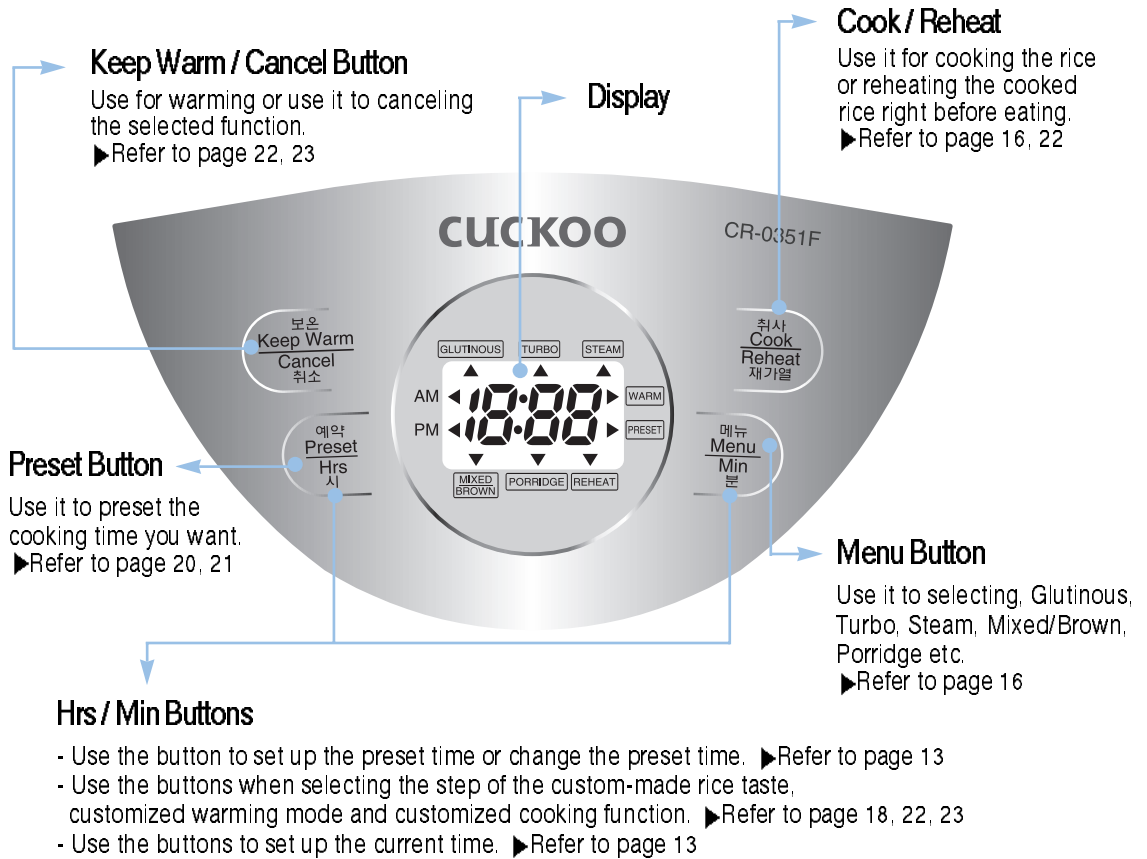 Keep Warm / Cancel Button
Use for warming or use it to canceling
the selected function.
▶Refer to page 22, 23
Display
Cook / Reheat
Use it for cooking the rice
or reheating the cooked
rice right before eating.
▶Refer to page 16, 22
CUCKOO
CR-0351F
보온
Keep Warm
Cancel
취소
GLUTINOUS
TURBO
STEAM
AM
PM
18:88
WARM
PRESET
MIXED
BROWN
PORRIDGE
REHEAT
취사
Cook
Reheat
재가열
예약
Preset
Hrs
시
메뉴
Menu
Min
분
Preset Button
Use it to preset the
cooking time you want.
▶Refer to page 20, 21
Menu Button
Use it to selecting, Glutinous,
Turbo, Steam, Mixed/Brown,
Porridge etc.
▶Refer to page 16
Hrs / Min Buttons
- Use the button to set up the preset time or change the preset time. ▶Refer to page 13
- Use the buttons when selecting the step of the custom-made rice taste,
customized warming mode and customized cooking function. ▶Refer to page 18, 22, 23
- Use the buttons to set up the current time. ▶Refer to page 13